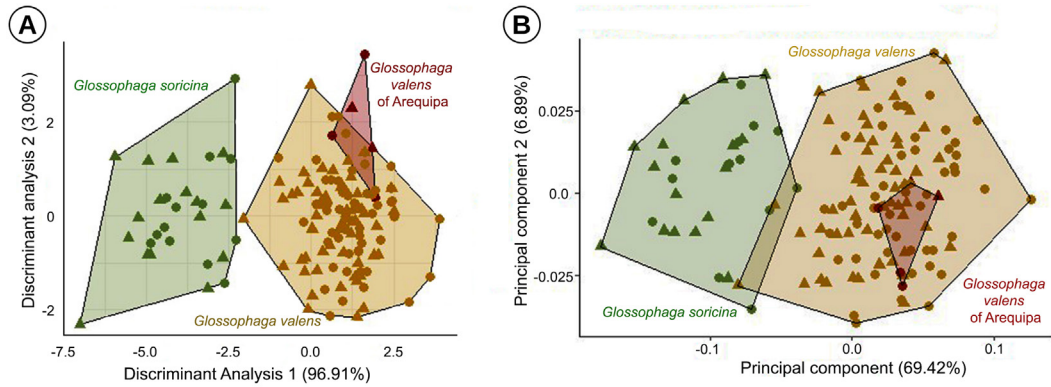 A
Discriminant analysis 2 (3.09%)
2
0
-2
Glossophaga soricina
Glossophaga
valens
of Arequipa
Glossophaga valens
-7.5
-5.0
-2.5
0.0
2.5
Discriminant Analysis 1 (96.91%)
B
Principal component 2 (6.89%)
0.025
0.0
-0.025
Glossophaga valens
Glossophaga soricina
Glossophaga
valens
of Arequipa
-0.1
0.0
0.1
Principal component (69.42%)